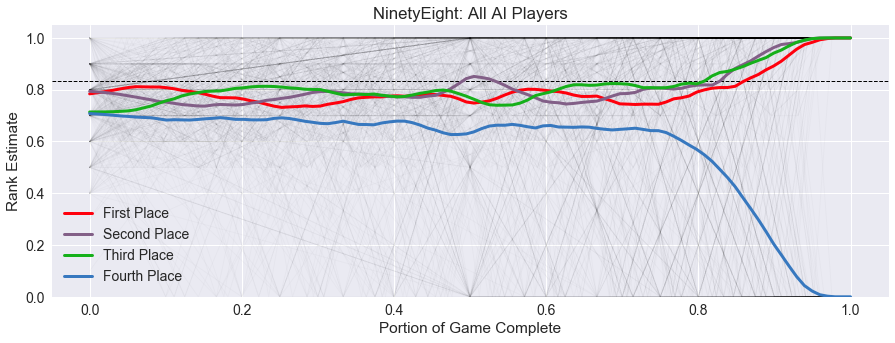 NinetyEight: All AI Players
1.0
0.8
0.6
0.4
0.2
0.0
Rank Estimate
First Place
Second Place
Third Place
Fourth Place
0.0 0.2 0.4 0.6 0.8 1.0
Portion of Game Complete